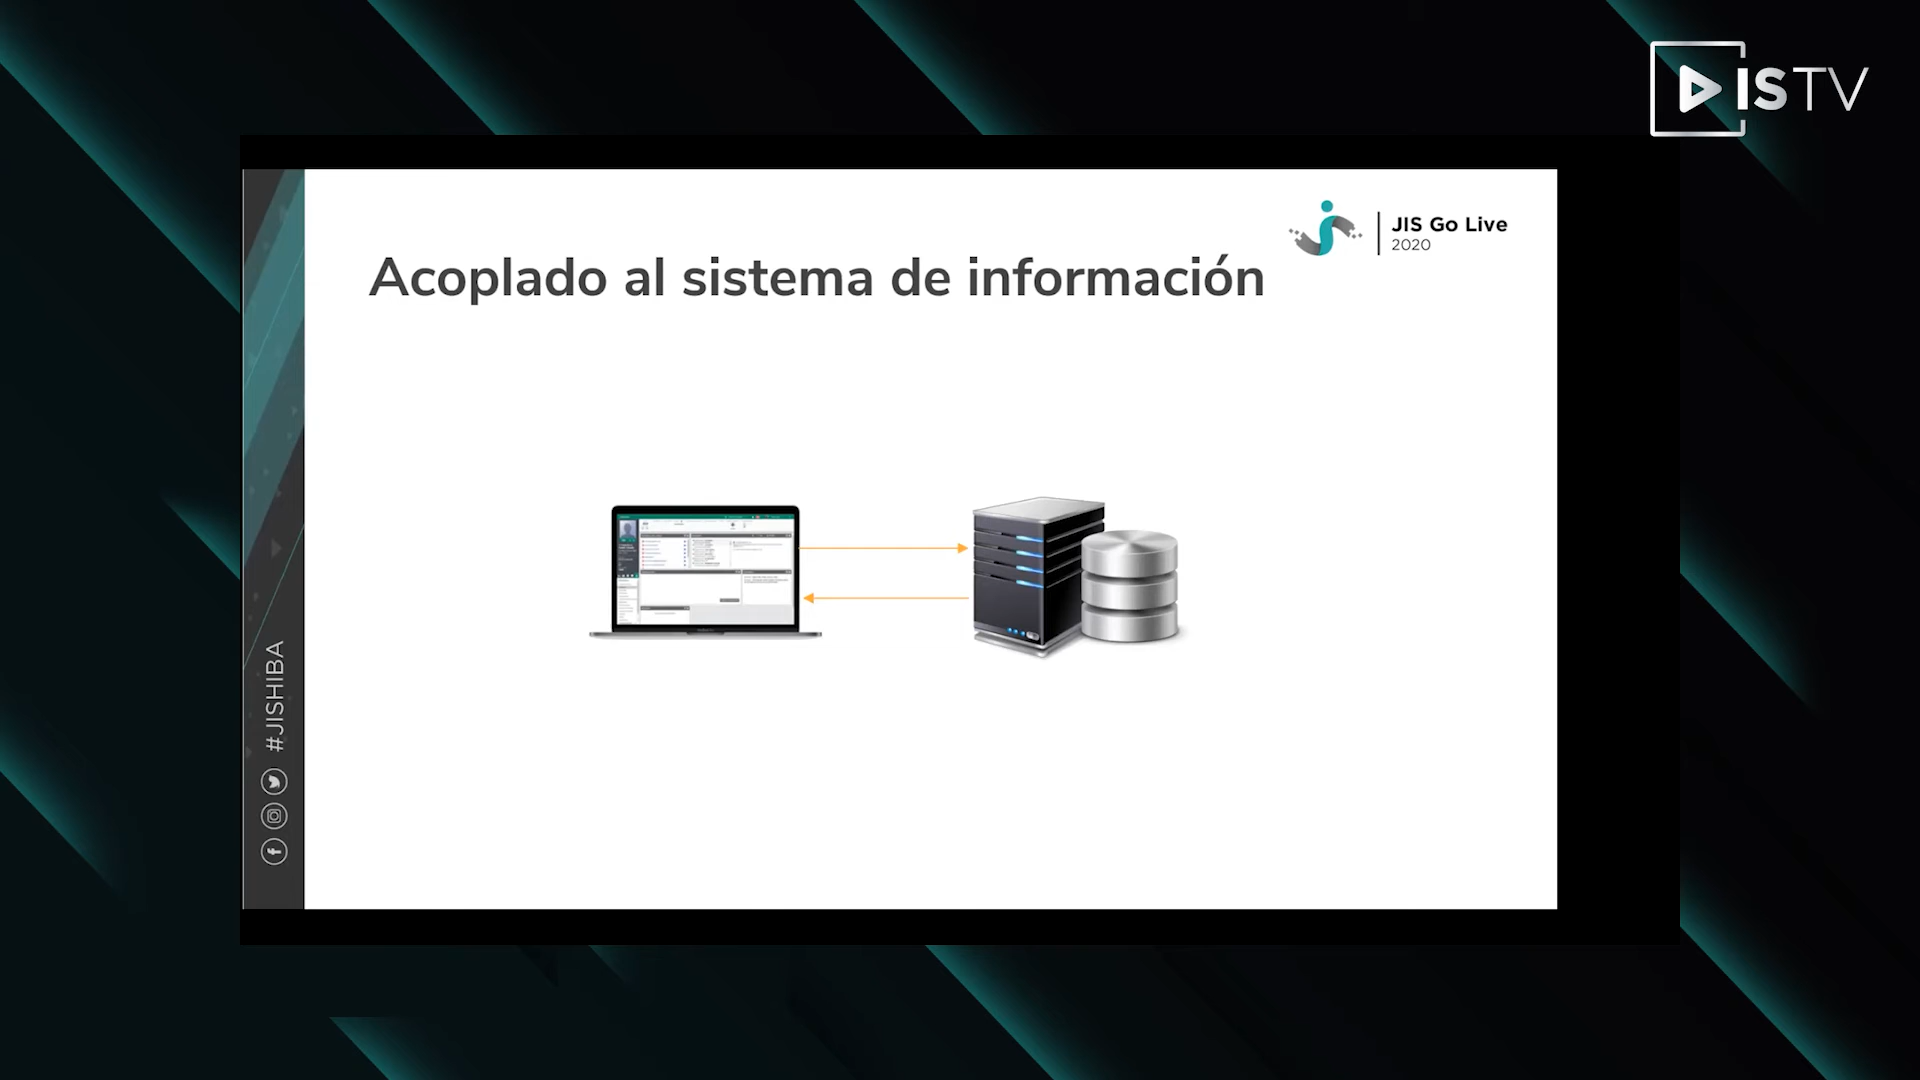 ISTV
JIS Go Live
2020
Acoplado al sistema de información
#JISHIBA